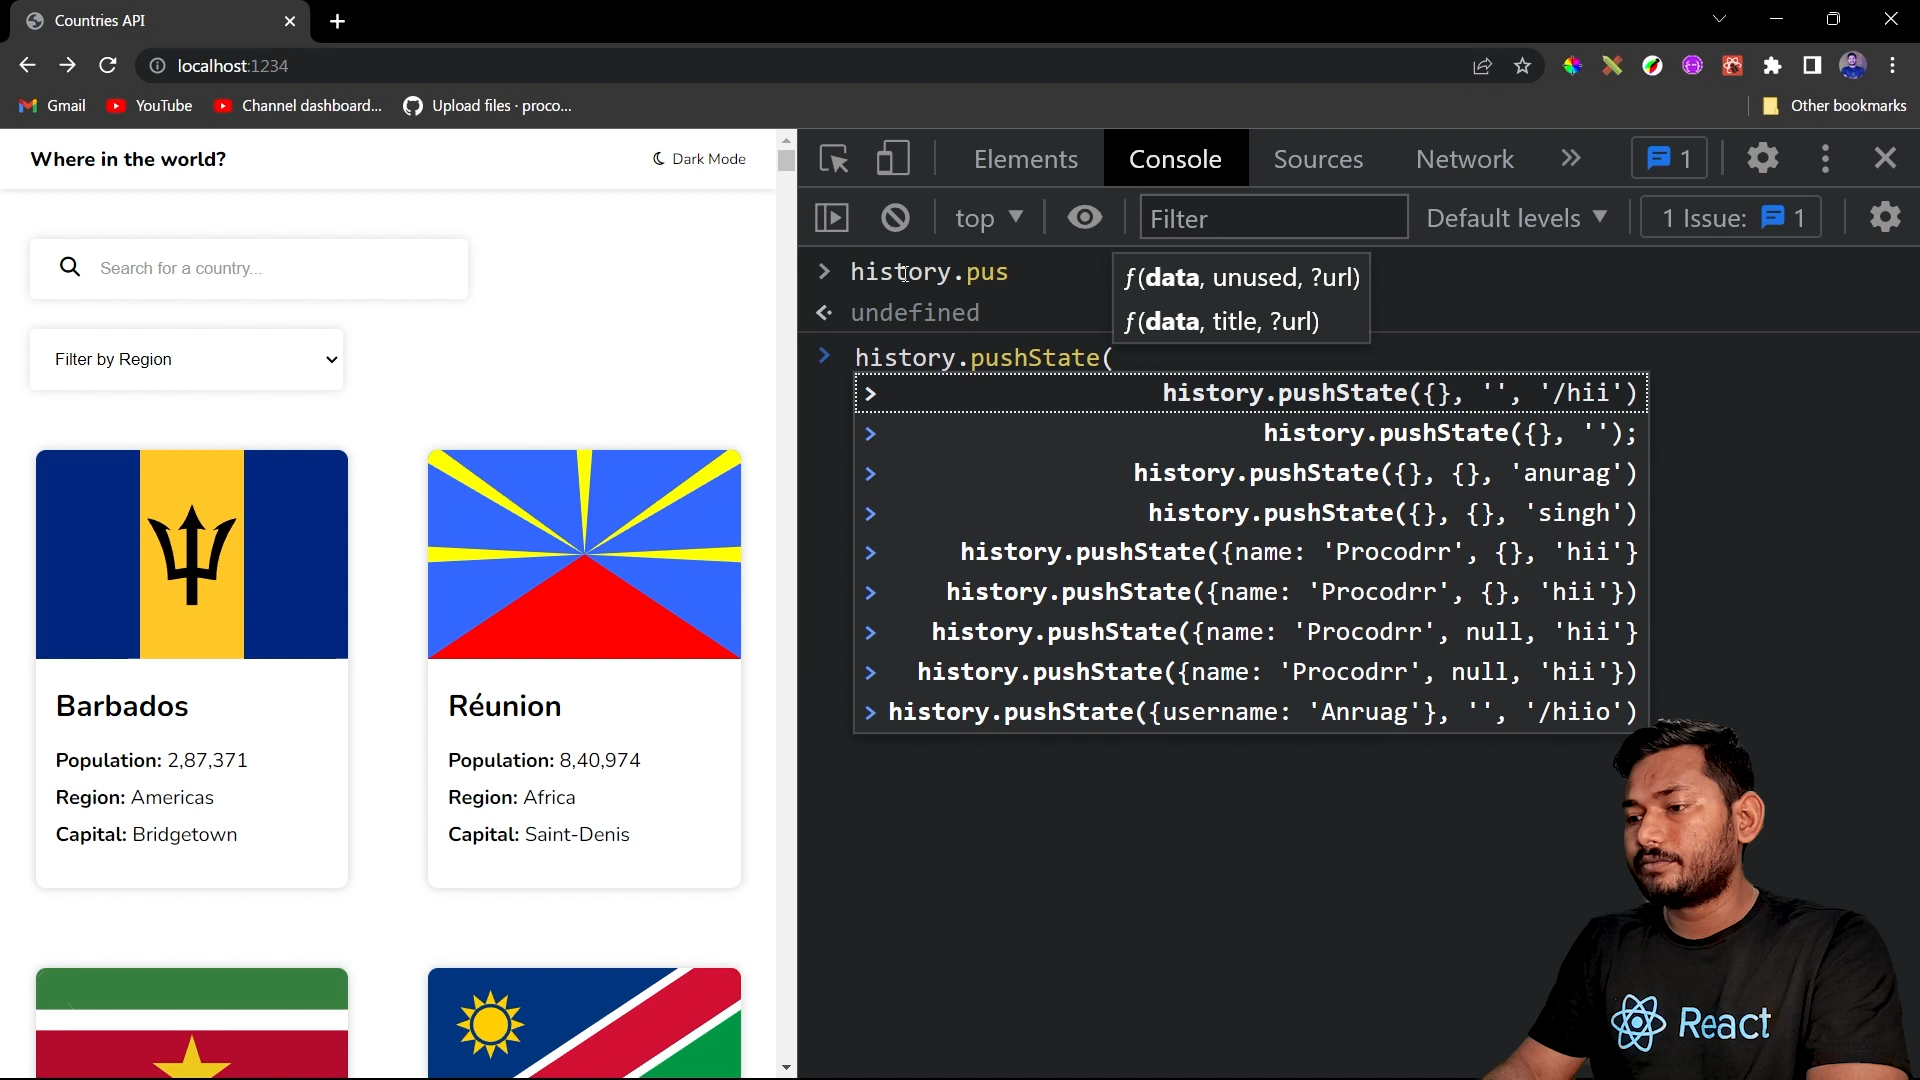 Countries API
localhost:1234
Gmail
YouTube
Channel dashboard...
Upload files · proco...
Other bookmarks
Where in the world?
Dark Mode
Search for a country...
Filter by Region
Barbados
Population: 2,87,371
Region: Americas
Capital: Bridgetown
Réunion
Population: 8,40,974
Region: Africa
Capital: Saint-Denis
Elements
Console
Sources
Network
1
top
Filter
Default levels
1 Issue: 1
> history.pus
undefined
ƒ(data, unused, ?url)
ƒ(data, title, ?url)
> history.pushState(
> history.pushState({}, '', '/hii')
> history.pushState({}, '');
> history.pushState({}, {}, 'anurag')
> history.pushState({}, {}, 'singh')
> history.pushState({name: 'Procodrr', {}, 'hii'}
> history.pushState({name: 'Procodrr', {}, 'hii'})
> history.pushState({name: 'Procodrr', null, 'hii'}
> history.pushState({name: 'Procodrr', null, 'hii'})
> history.pushState({username: 'Anruag'}, '', '/hiio')
React